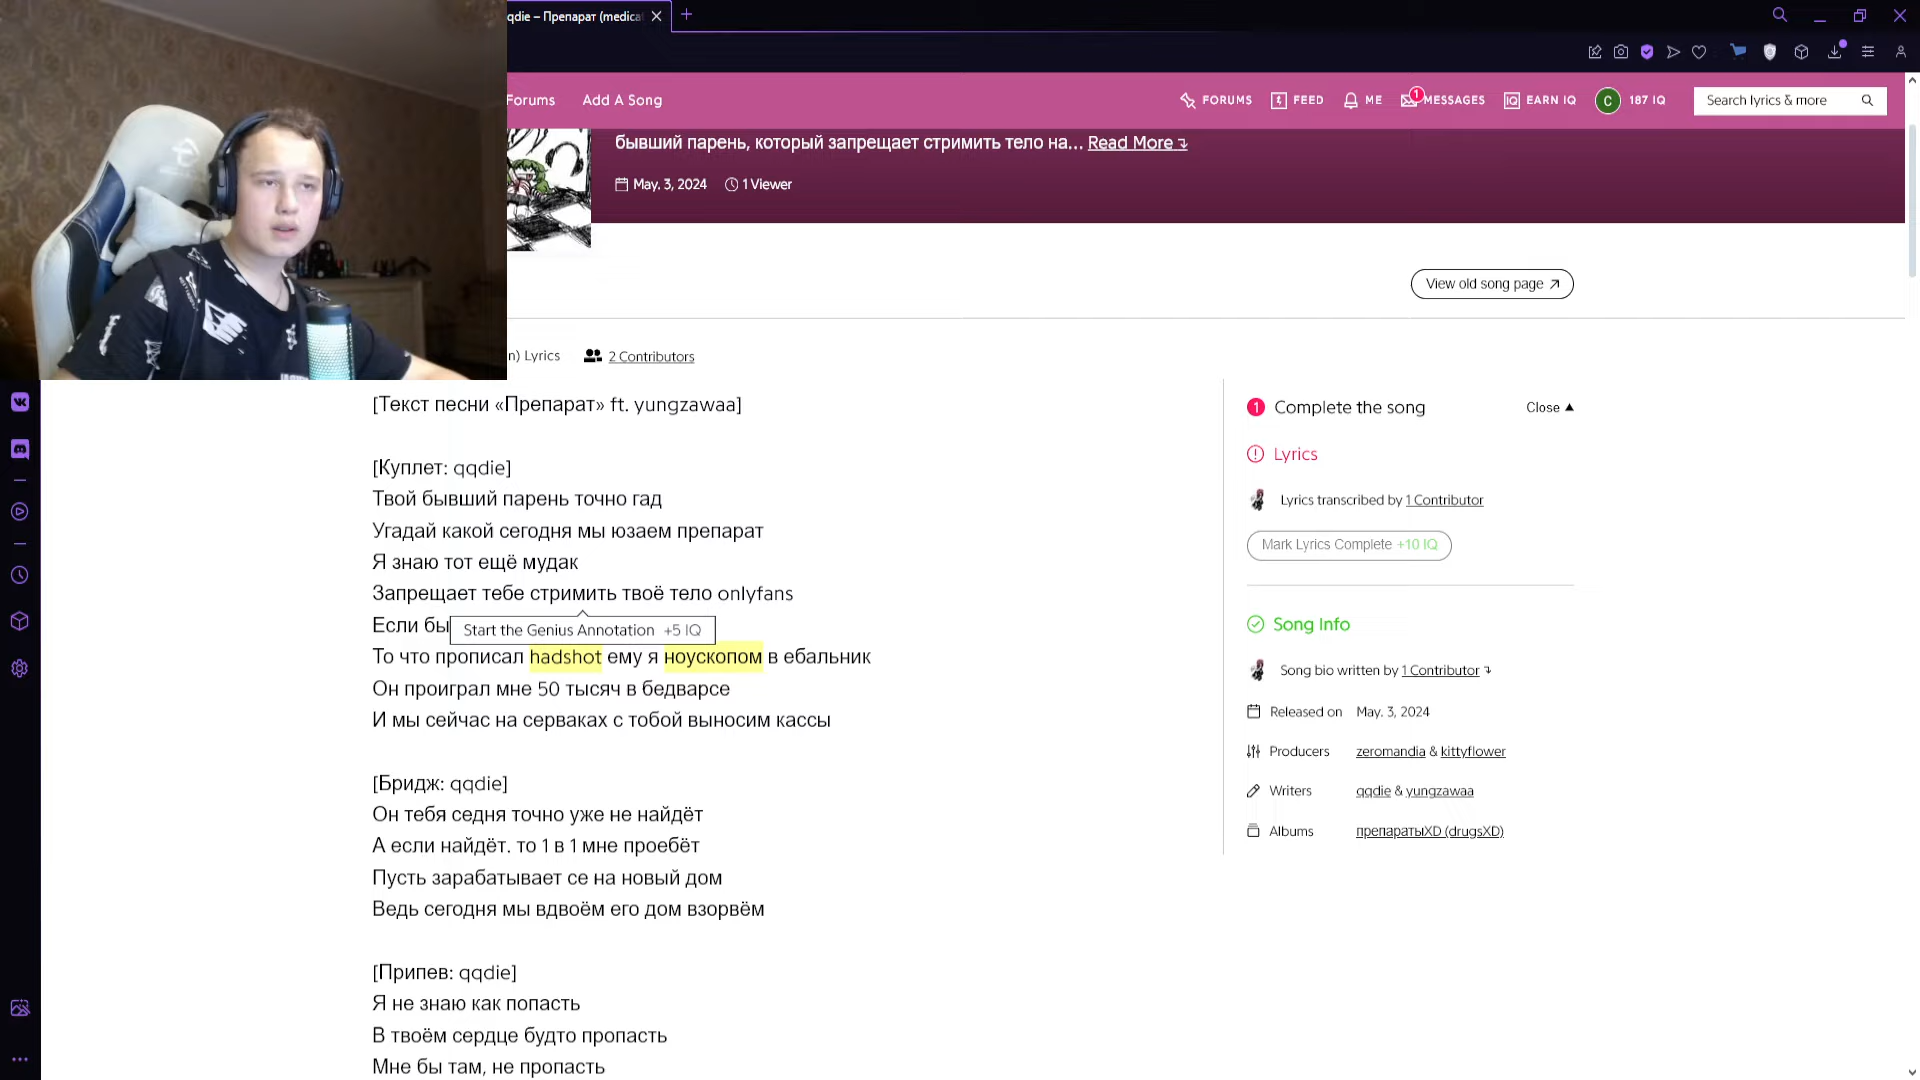 qdie – Препарат (medica
Forums
Add A Song
FORUMS
FEED
ME
1
MESSAGES
EARN IQ
C
187 IQ
Search lyrics & more
бывший парень, который запрещает стримить тело на... Read More
May. 3, 2024
1 Viewer
View old song page
n) Lyrics
2 Contributors
[Текст песни «Препарат» ft. yungzawaa]
[Куплет: qqdie]
Твой бывший парень точно гад
Угадай какой сегодня мы юзаем препарат
Я знаю тот ещё мудак
Запрещает тебе стримить твоё тело onlyfans
Если бы
Start the Genius Annotation +5 IQ
То что прописал hadshot ему я ноускопом в ебальник
Он проиграл мне 50 тысяч в бедварсе
И мы сейчас на серваках с тобой выносим кассы
[Бридж: qqdie]
Он тебя седня точно уже не найдёт
А если найдёт. то 1 в 1 мне проебёт
Пусть зарабатывает се на новый дом
Ведь сегодня мы вдвоём его дом взорвём
[Припев: qqdie]
Я не знаю как попасть
В твоём сердце будто пропасть
Мне бы там, не пропасть
1 Complete the song
Close
Lyrics
Lyrics transcribed by 1 Contributor
Mark Lyrics Complete +10 IQ
Song Info
Song bio written by 1 Contributor
Released on May. 3, 2024
Producers zeromandia & kittyflower
Writers qqdie & yungzawaa
Albums препаратыXD (drugsXD)